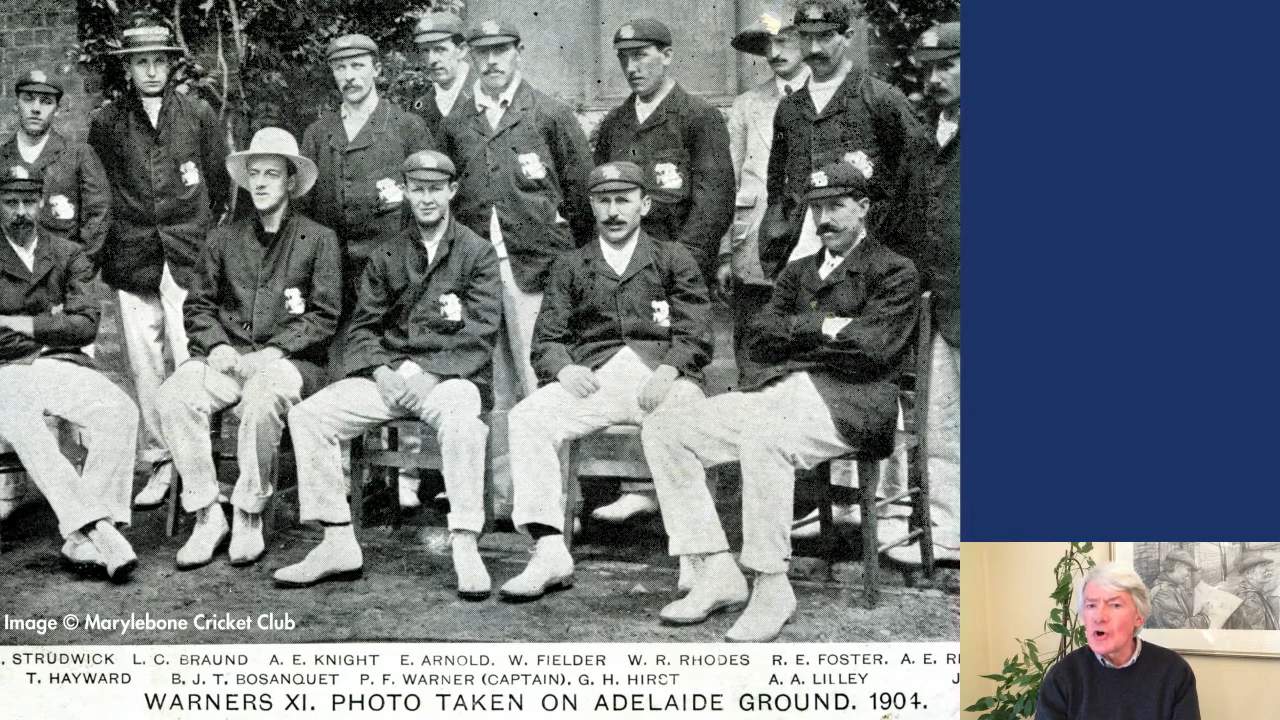 Image © Marylebone Cricket Club
. STRUDWICK L. C. BRAUND A. E. KNIGHT E. ARNOLD. W. FIELDER W. R. RHODES R. E. FOSTER. A. E. R
T. HAYWARD B. J. T. BOSANQUET P. F. WARNER (CAPTAIN). G. H. HIRST A. A. LILLEY J
WARNERS XI. PHOTO TAKEN ON ADELAIDE GROUND. 1904.